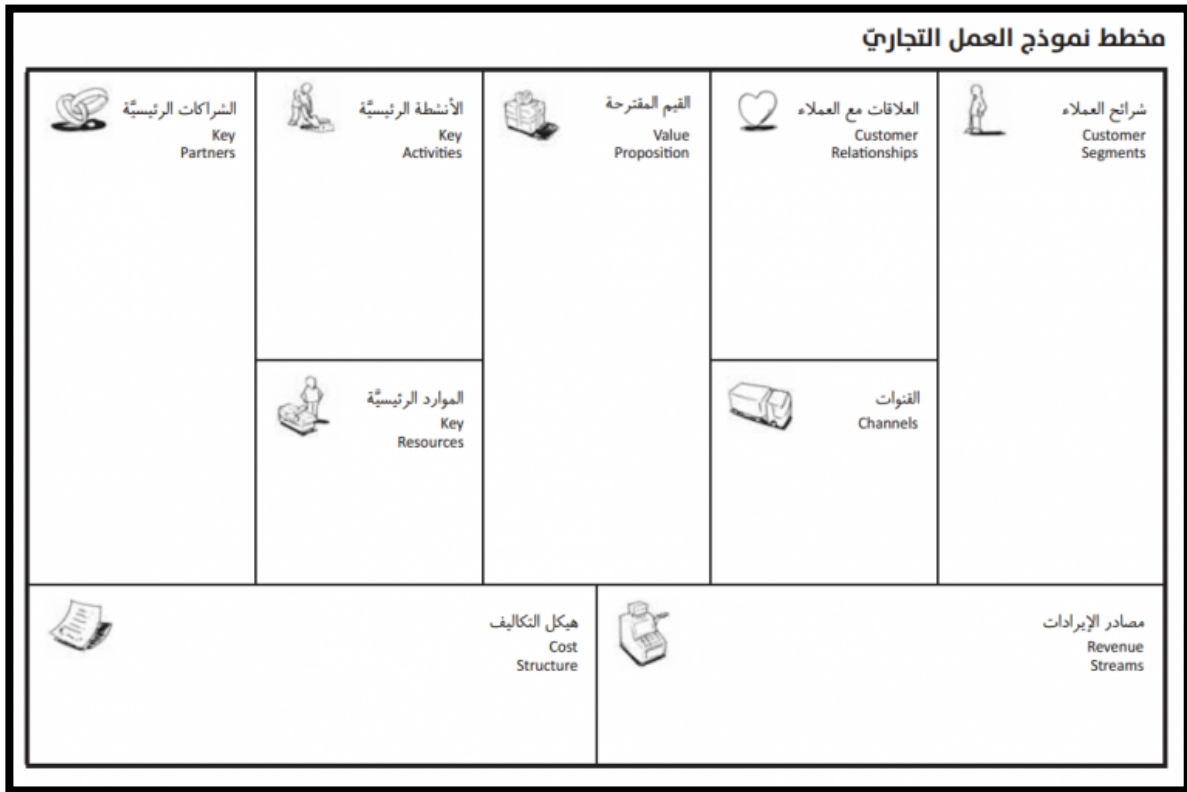 مخطط نموذج العمل التجاريّ
شرائح العملاء
Customer
Segments
العلاقات مع العملاء
Customer
Relationships
القنوات
Channels
القيم المقترحة
Value
Proposition
الأنشطة الرئيسيَّة
Key
Activities
الموارد الرئيسيَّة
Key
Resources
الشراكات الرئيسيَّة
Key
Partners
مصادر الإيرادات
Revenue
Streams
هيكل التكاليف
Cost
Structure